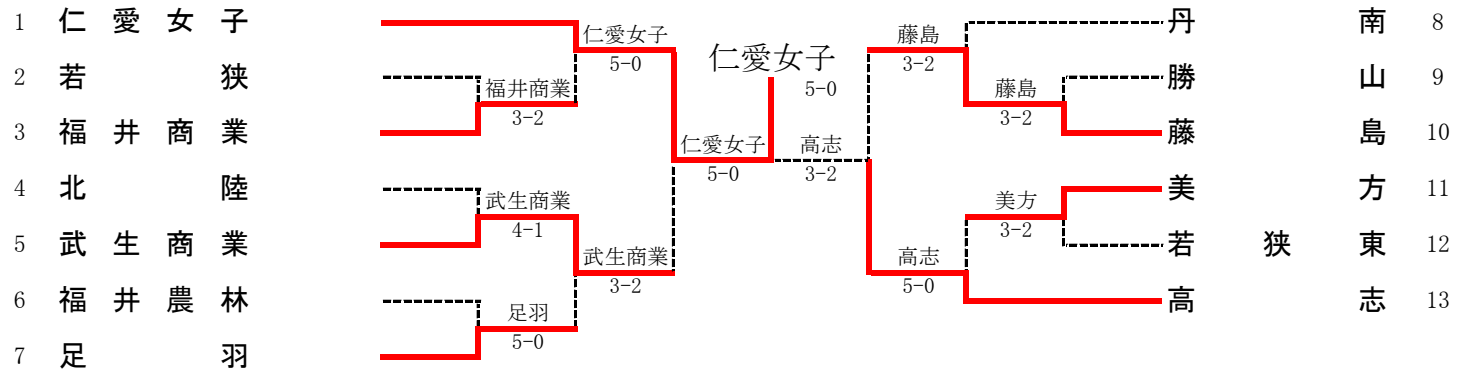 1 仁愛女子
仁愛女子
5-0
2 若狭
福井商業
3-2
3 福井商業
仁愛女子
5-0
4 北陸
武生商業
4-1
5 武生商業
武生商業
3-2
6 福井農林
足羽
5-0
7 足羽
仁愛女子
5-0
高志
3-2
丹南 8
藤島
3-2
勝山 9
藤島
3-2
藤島 10
美方 11
美方
3-2
若狭東 12
高志
5-0
高志 13